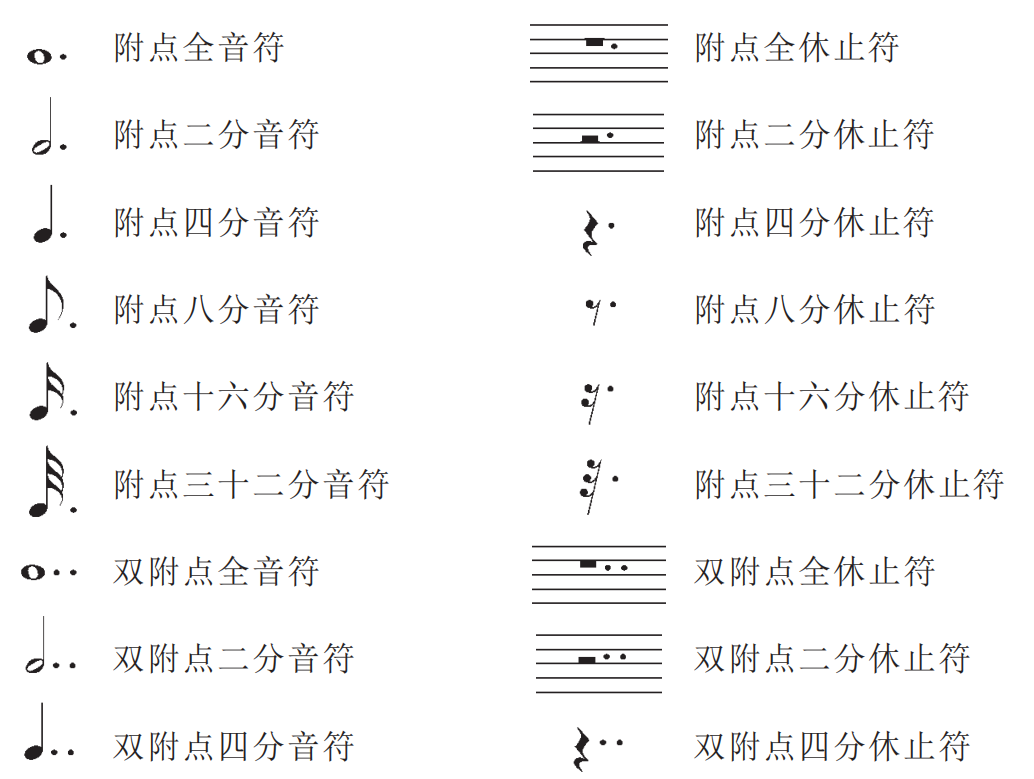 附点全音符 附点全休止符
附点二分音符 附点二分休止符
附点四分音符 附点四分休止符
附点八分音符 附点八分休止符
附点十六分音符 附点十六分休止符
附点三十二分音符 附点三十二分休止符
双附点全音符 双附点全休止符
双附点二分音符 双附点二分休止符
双附点四分音符 双附点四分休止符